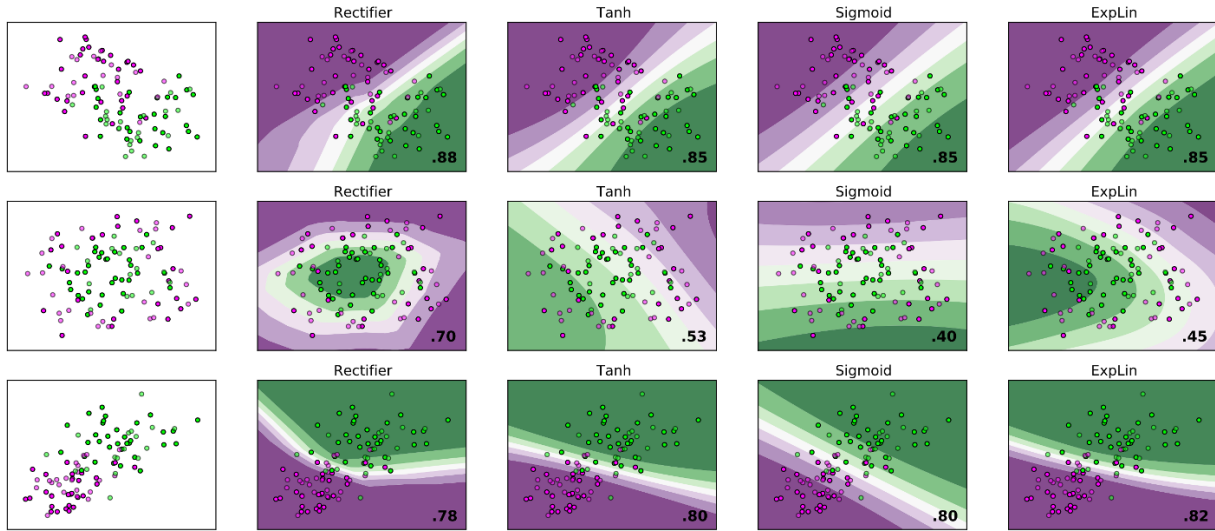 Rectifier Tanh Sigmoid ExpLin
.88 .85 .85 .85
Rectifier Tanh Sigmoid ExpLin
.70 .53 .40 .45
Rectifier Tanh Sigmoid ExpLin
.78 .80 .80 .82